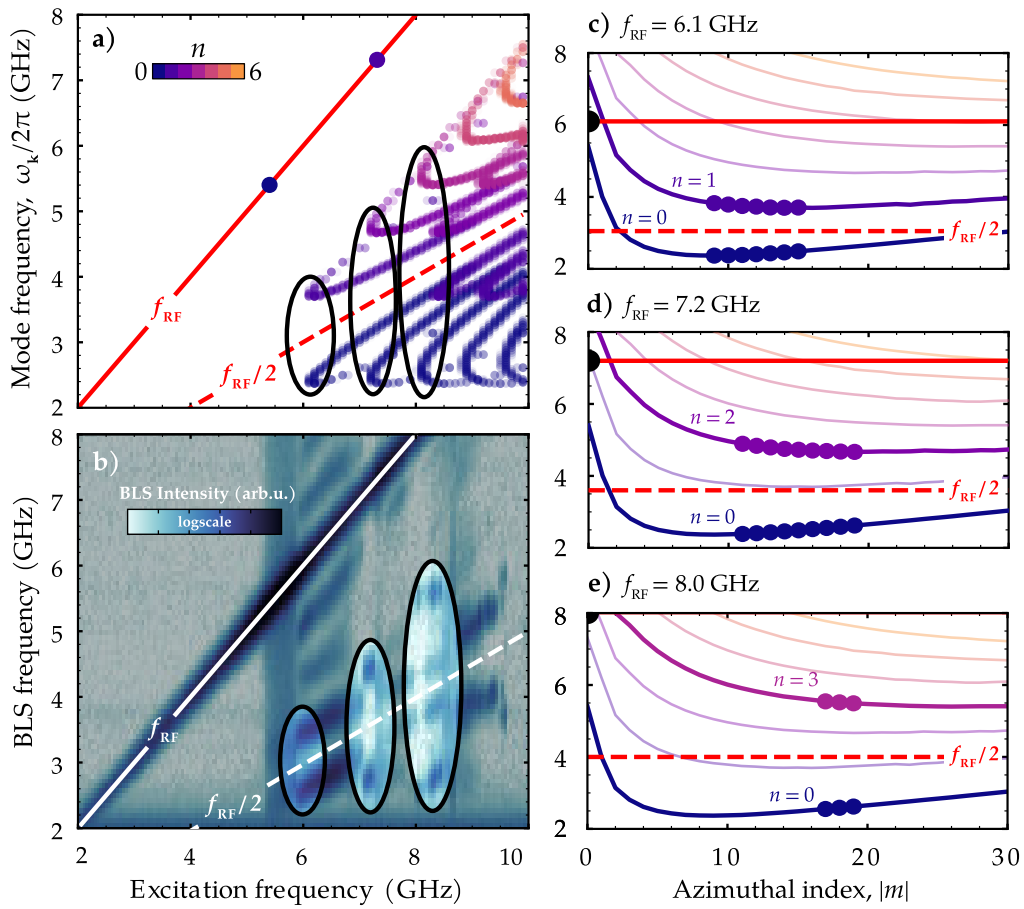 a)
n
0
6
8
7
6
5
4
3
2
Mode frequency, ωₖ/2π (GHz)
f_RF
f_RF/2
b)
BLS Intensity (arb.u.)
logscale
8
7
6
5
4
3
2
BLS frequency (GHz)
f_RF
f_RF/2
2 4 6 8 10
Excitation frequency (GHz)
c) f_RF = 6.1 GHz
8
6
4
2
n = 1
n = 0
f_RF/2
d) f_RF = 7.2 GHz
8
6
4
2
n = 2
n = 0
f_RF/2
e) f_RF = 8.0 GHz
8
6
4
2
n = 3
n = 0
f_RF/2
0 10 20 30
Azimuthal index, |m|